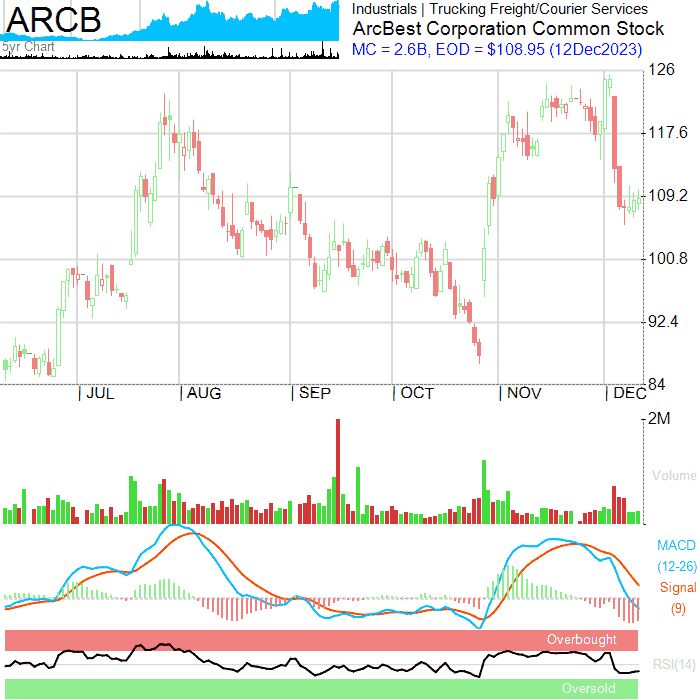 ARCB
5yr Chart
Industrials | Trucking Freight/Courier Services
ArcBest Corporation Common Stock
MC = 2.6B, EOD = $108.95 (12Dec2023)
126
117.6
109.2
100.8
92.4
84
JUL AUG SEP OCT NOV DEC
2M
Volume
MACD
(12-26)
Signal
(9)
Overbought
RSI(14)
Oversold